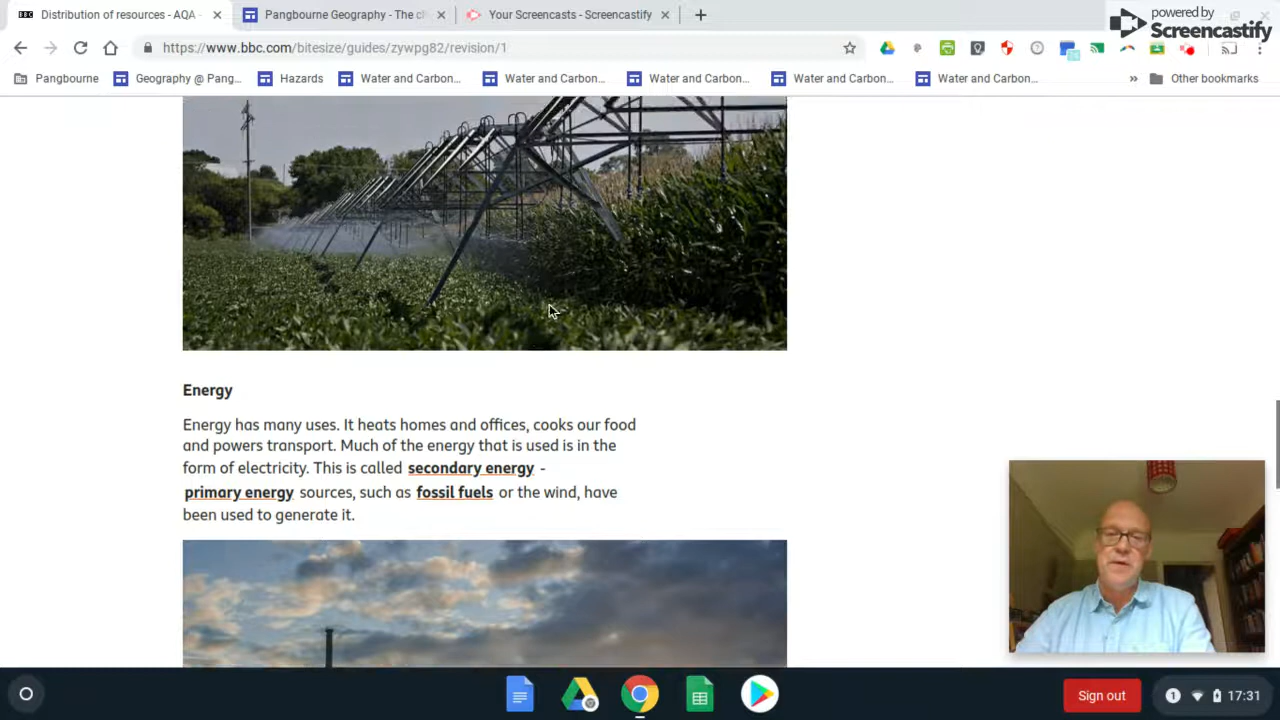 Distribution of resources - AQA -
Pangbourne Geography - The c
Your Screencasts - Screencastify
powered by
Screencastify
https://www.bbc.com/bitesize/guides/zywpg82/revision/1
Pangbourne
Geography @ Pang...
Hazards
Water and Carbon...
Water and Carbon...
Water and Carbon...
Water and Carbon...
Water and Carbon...
» Other bookmarks
Energy
Energy has many uses. It heats homes and offices, cooks our food
and powers transport. Much of the energy that is used is in the
form of electricity. This is called secondary energy -
primary energy sources, such as fossil fuels or the wind, have
been used to generate it.
Sign out
1
17:31